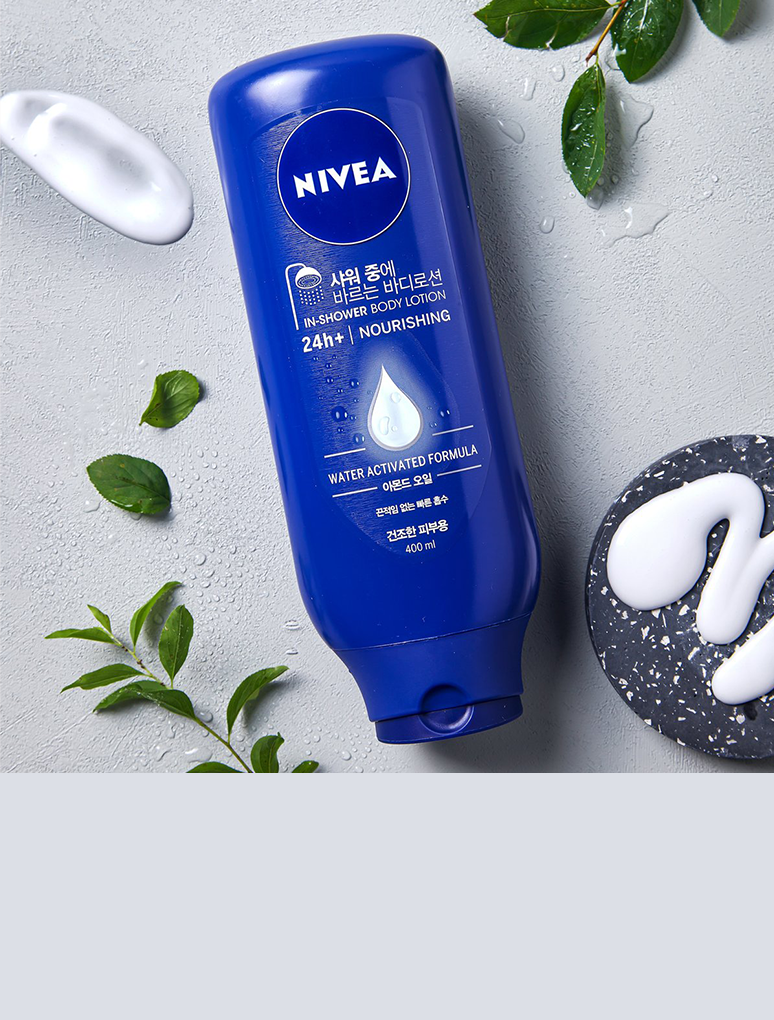 NIVEA
샤워 중에
바르는 바디로션
IN-SHOWER BODY LOTION
24h+ | NOURISHING
WATER ACTIVATED FORMULA
아몬드 오일
끈적임 없는 빠른 흡수
건조한 피부용
400 ml